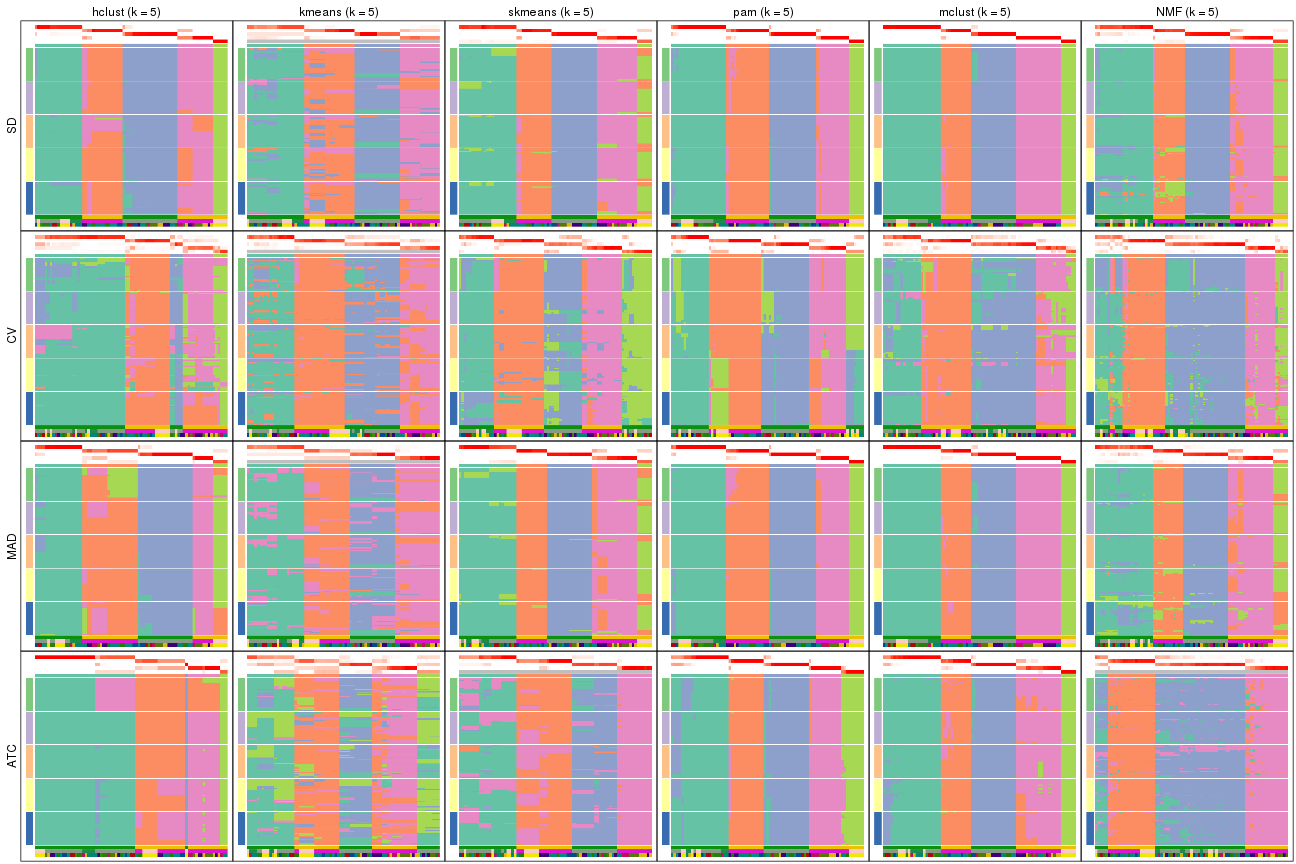 hclust (k = 5) kmeans (k = 5) skmeans (k = 5) pam (k = 5) mclust (k = 5) NMF (k = 5)
SD
CV
MAD
ATC